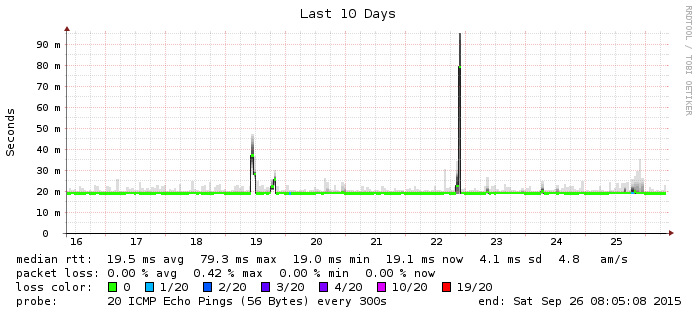 Last 10 Days
RRDTOOL / TOBI OETIKER
Seconds
90 m
80 m
70 m
60 m
50 m
40 m
30 m
20 m
10 m
0
16 17 18 19 20 21 22 23 24 25
median rtt: 19.5 ms avg 79.3 ms max 19.0 ms min 19.1 ms now 4.1 ms sd 4.8 am/s
packet loss: 0.00 % avg 0.42 % max 0.00 % min 0.00 % now
loss color: 0 1/20 2/20 3/20 4/20 10/20 19/20
probe: 20 ICMP Echo Pings (56 Bytes) every 300s end: Sat Sep 26 08:05:08 2015